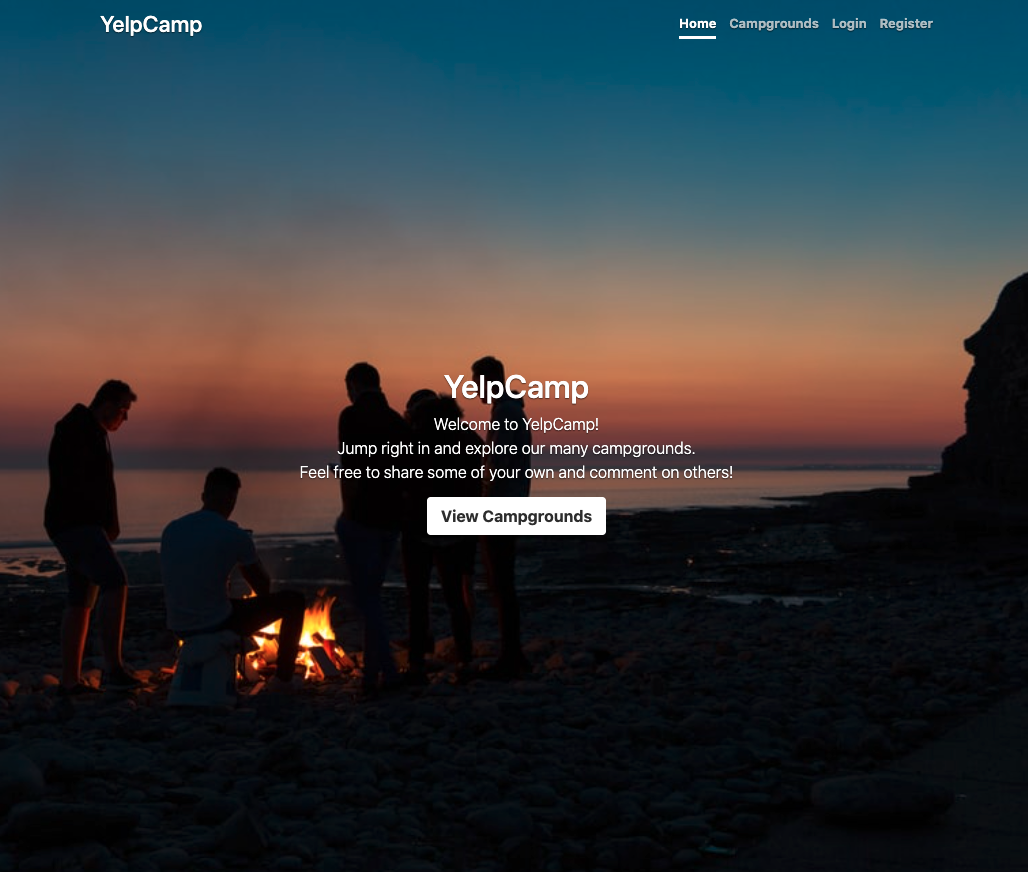 YelpCamp
Home Campgrounds Login Register
YelpCamp
Welcome to YelpCamp!
Jump right in and explore our many campgrounds.
Feel free to share some of your own and comment on others!
View Campgrounds